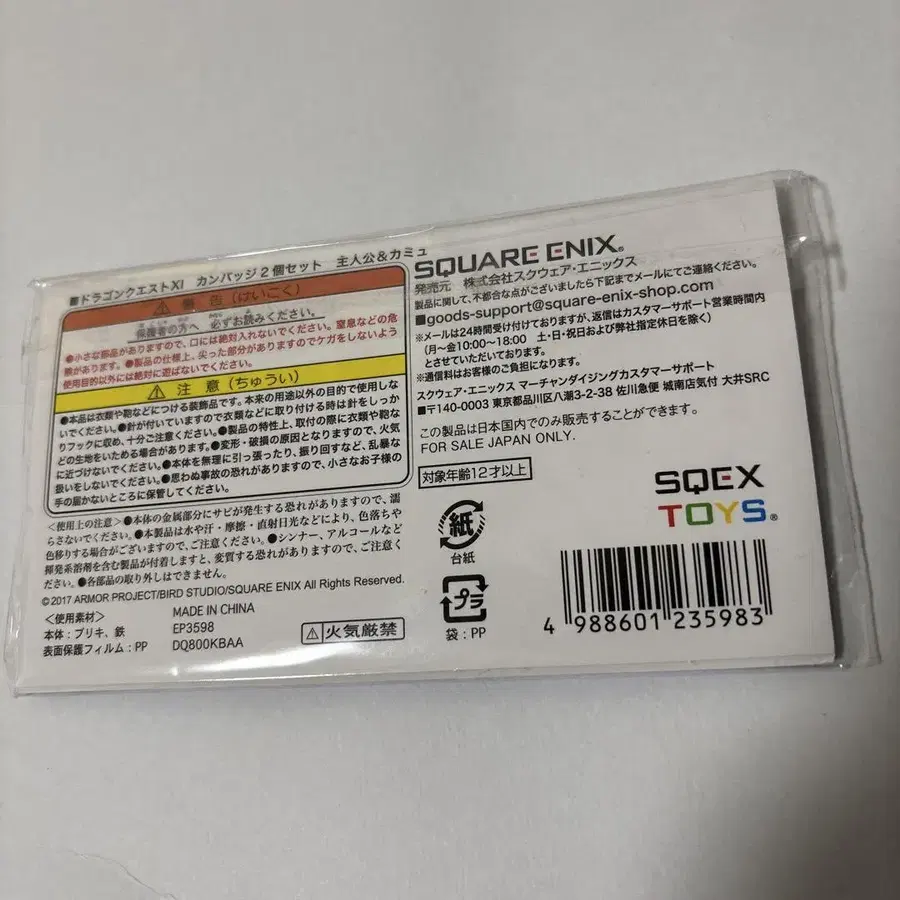 ■ドラゴンクエストXI カンバッジ2個セット 主人公&カミュ
⚠警告(けいこく)
保護者の方へ 必ずお読みください。
●小さな部品がありますので、口には絶対入れないでください。窒息などの危
険があります。●製品の仕様上、尖った部分がありますのでケガをしないよう
使用目的以外には絶対に遊ばないでください。
⚠注意(ちゅうい)
●本品は衣類や鞄などにつける装飾品です。本来の用途以外の目的で使用しな
いでください。●針が付いていますので衣類などに取り付ける時は針をしっか
りフックに収め、十分ご注意ください。●製品の特性上、取付の際に衣類や鞄な
どの生地をいためる場合があります。●変形・破損の原因となりますので、火気
に近づけないでください。●本体を無理に引っ張ったり、振り回すなど、乱暴な
扱いをしないでください。●思わぬ事故の恐れがありますので、小さなお子様の
手の届かないところに保管してください。
〈使用上の注意〉●本体の金属部分にサビが発生する恐れがありますので、濡
らさないでください。●本製品は水や汗・摩擦・直射日光などにより、色落ちや
色移りする場合がございますので、ご注意ください。●シンナー、アルコールなど
揮発系溶剤を含む製品が付着しますと、変質する恐れがありますので、ご注意くだ
さい。●各部品の取り外しはできません。
©2017 ARMOR PROJECT/BIRD STUDIO/SQUARE ENIX All Rights Reserved.
〈使用素材〉
本体:ブリキ、鉄
表面保護フィルム:PP
MADE IN CHINA
EP3598
DQ800KBAA
⚠火気厳禁
SQUARE ENIX®
発売元 株式会社スクウェア・エニックス
製品に関して、不都合な点がございましたら下記までメールにてご連絡ください。
■goods-support@square-enix-shop.com
※メールは24時間受け付けておりますが、返信はカスタマーサポート営業時間内
(月~金10:00~18:00 土・日・祝日および弊社指定休日を除く)
とさせていただいております。
※通信料はお客様のご負担になります。
スクウェア・エニックス マーチャンダイジングカスタマーサポート
■〒140-0003 東京都品川区八潮3-2-38 佐川急便 城南店気付 大井SRC
この製品は日本国内でのみ販売することができます。
FOR SALE JAPAN ONLY.
対象年齢12才以上
紙
台紙
プラ
袋:PP
SQEX
TOYS®
4 988601 235983